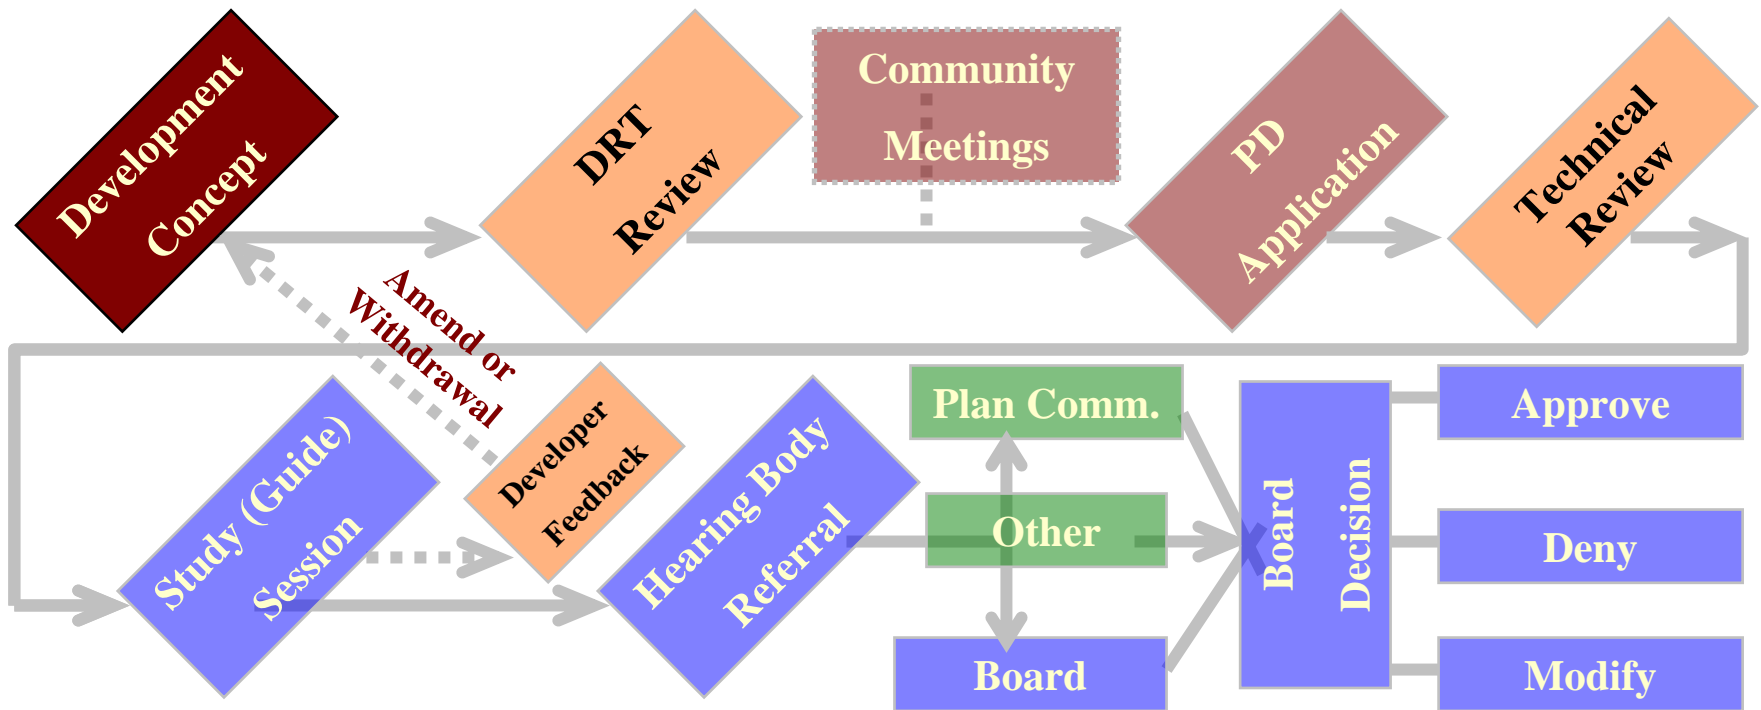 Development
Concept
DRT
Review
Community
Meetings
PD
Application
Technical
Review
Amend or
Withdrawal
Study (Guide)
Session
Developer
Feedback
Hearing Body
Referral
Plan Comm.
Other
Board
Board
Decision
Approve
Deny
Modify